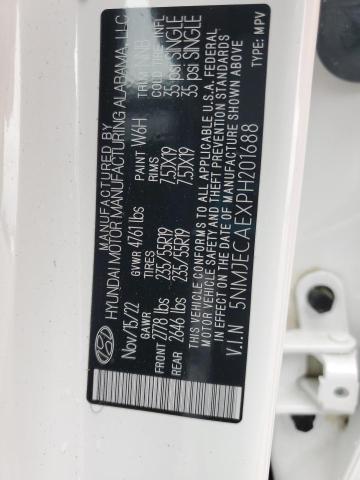 MANUFACTURED BY
HYUNDAI MOTOR MANUFACTURING ALABAMA, LLC
Nov/15/22 GVWR 4761 lbs PAINT W6H TRIM NNB
GAWR TIRES RIMS COLD TIRE INFL
FRONT 2778 lbs 235/55R19 7.5JX19 35 psi SINGLE
REAR 2646 lbs 235/55R19 7.5JX19 35 psi SINGLE
THIS VEHICLE CONFORMS TO ALL APPLICABLE U.S.A FEDERAL
MOTOR VEHICLE SAFETY AND THEFT PREVENTION STANDARDS
IN EFFECT ON THE DATE OF MANUFACTURE SHOWN ABOVE
V.I.N 5NMJECAEXPH201688 TYPE: MPV